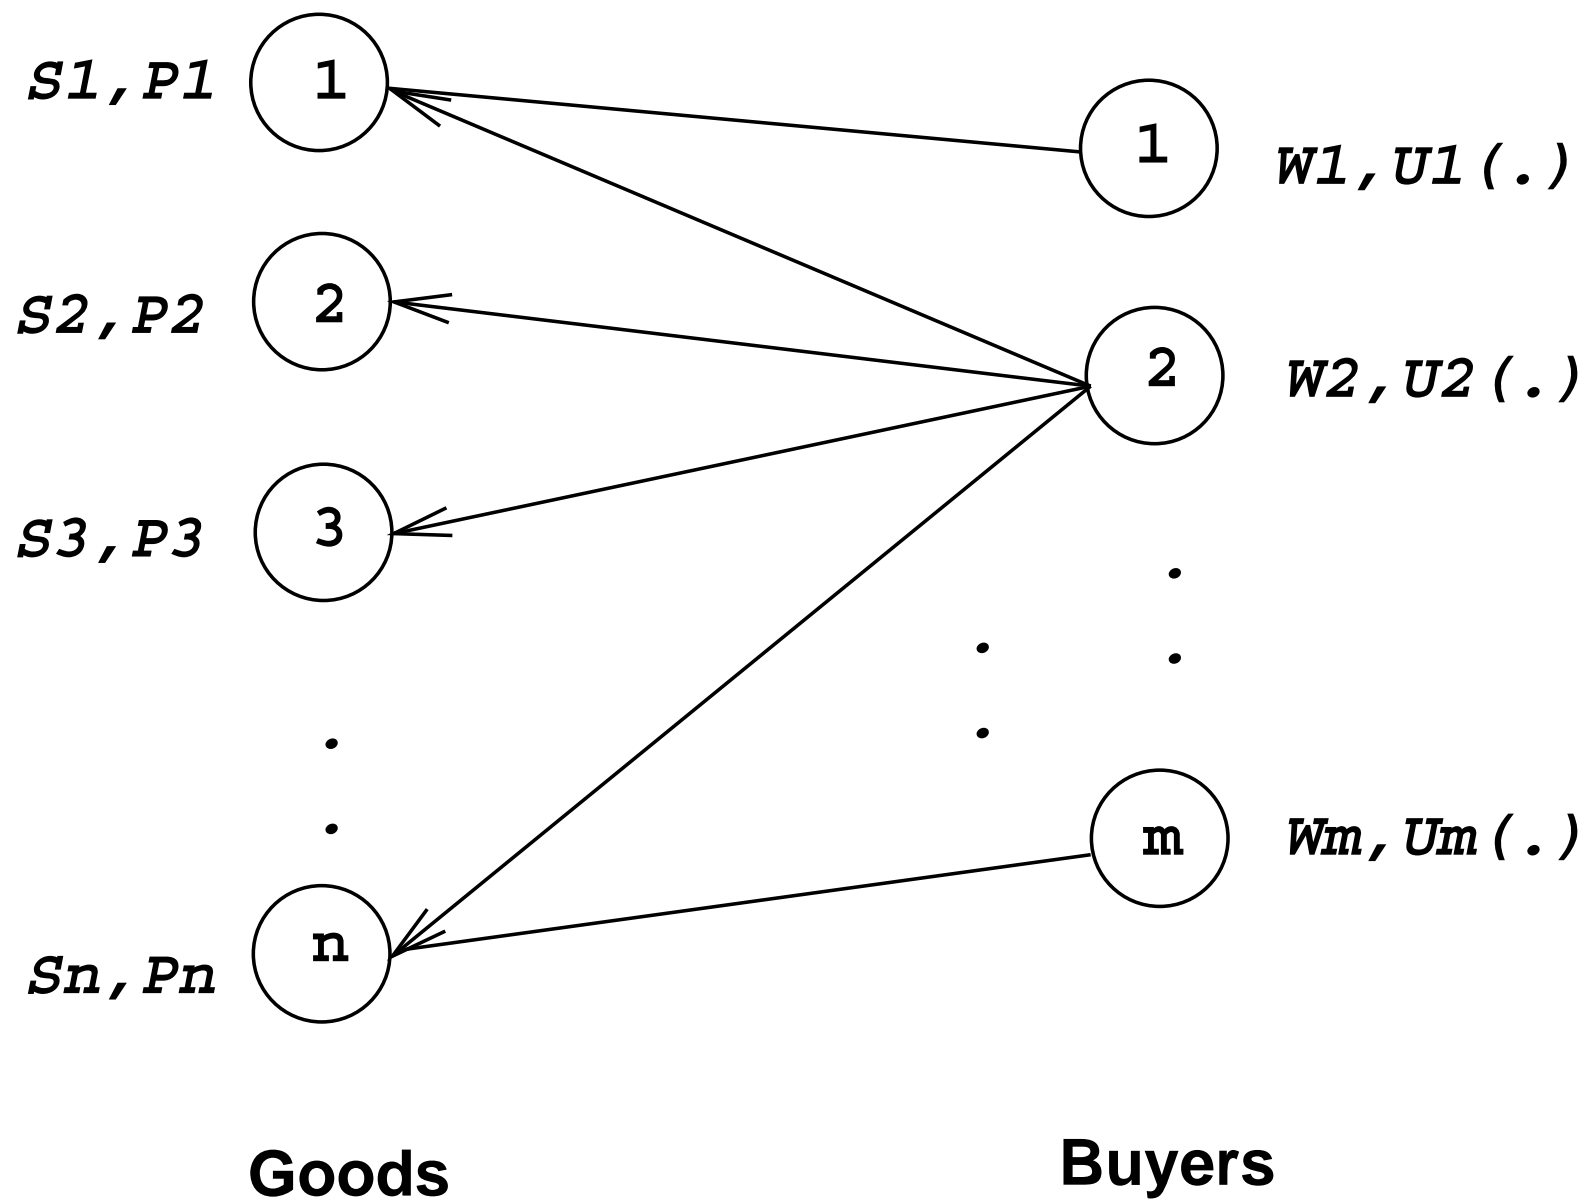 S1,P1
1
1
W1,U1(.)
S2,P2
2
2
W2,U2(.)
S3,P3
3
. .
. .
. .
m
Wm,Um(.)
n
Sn,Pn
Goods
Buyers